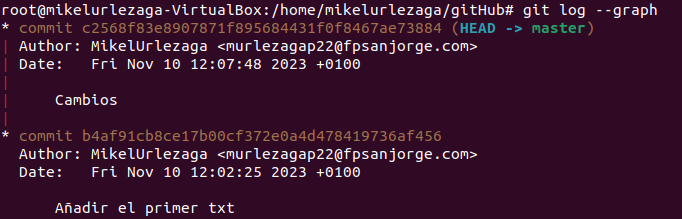 root@mikelurlezaga-VirtualBox:/home/mikelurlezaga/gitHub# git log --graph
* commit c2568f83e8907871f895684431f0f8467ae73884 (HEAD -> master)
| Author: MikelUrlezaga <murlezagap22@fpsanjorge.com>
| Date:   Fri Nov 10 12:07:48 2023 +0100
|
|     Cambios
|
* commit b4af91cb8ce17b00cf372e0a4d478419736af456
  Author: MikelUrlezaga <murlezagap22@fpsanjorge.com>
  Date:   Fri Nov 10 12:02:25 2023 +0100

      Añadir el primer txt